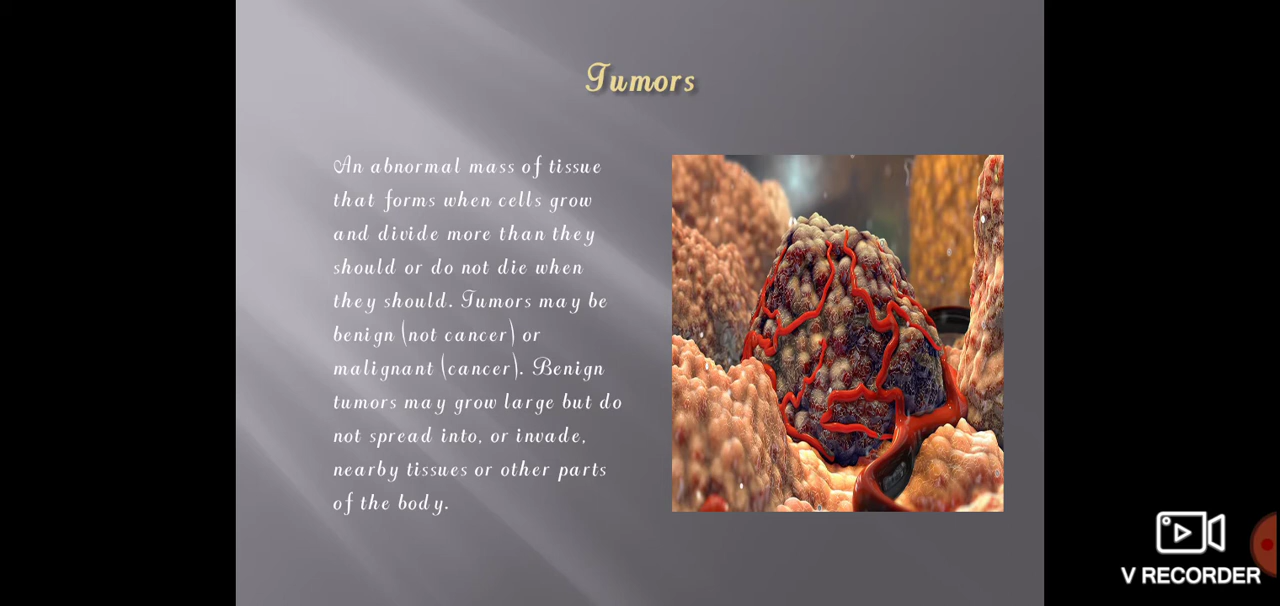 Tumors
An abnormal mass of tissue
that forms when cells grow
and divide more than they
should or do not die when
they should. Tumors may be
benign (not cancer) or
malignant (cancer). Benign
tumors may grow large but do
not spread into, or invade,
nearby tissues or other parts
of the body.
V RECORDER